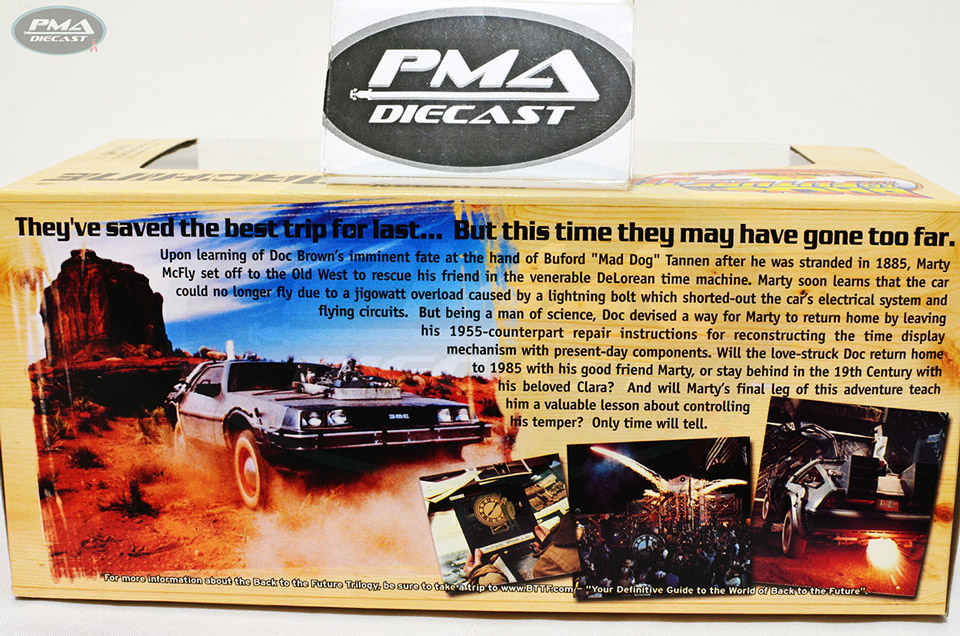 PMA
DIECAST
PMA
DIECAST
They've saved the best trip for last... But this time they may have gone too far.
Upon learning of Doc Brown's imminent fate at the hand of Buford "Mad Dog" Tannen after he was stranded in 1885, Marty
McFly set off to the Old West to rescue his friend in the venerable DeLorean time machine. Marty soon learns that the car
could no longer fly due to a jigowatt overload caused by a lightning bolt which shorted-out the car's electrical system and
flying circuits. But being a man of science, Doc devised a way for Marty to return home by leaving
his 1955-counterpart repair instructions for reconstructing the time display
mechanism with present-day components. Will the love-struck Doc return home
to 1985 with his good friend Marty, or stay behind in the 19th Century with
his beloved Clara? And will Marty's final leg of this adventure teach
him a valuable lesson about controlling
his temper? Only time will tell.
DMC
For more information about the Back to the Future Trilogy, be sure to take a trip to www.BTTF.com - "Your Definitive Guide to the World of Back to the Future".